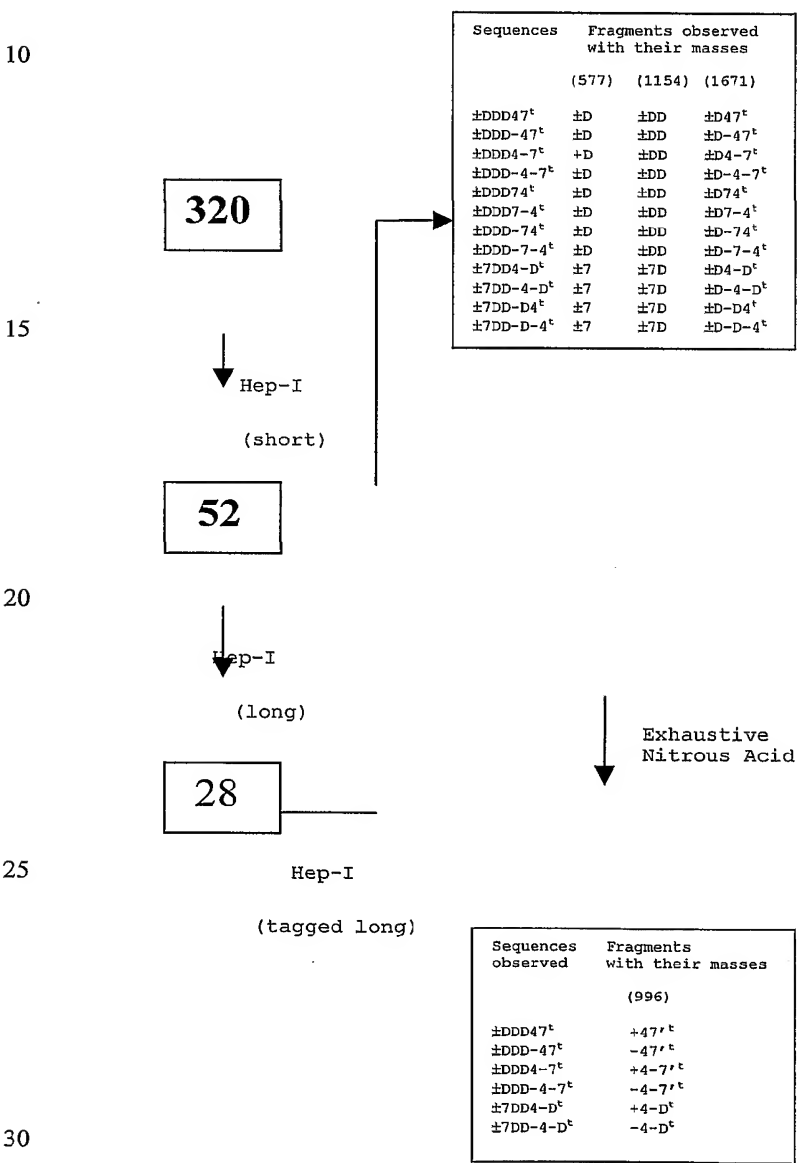 10
Sequences Fragments observed
with their masses
(577) (1154) (1671)
±DDD47ᵗ ±D ±DD ±D47ᵗ
±DDD-47ᵗ ±D ±DD ±D-47ᵗ
±DDD4-7ᵗ +D ±DD ±D4-7ᵗ
±DDD-4-7ᵗ ±D ±DD ±D-4-7ᵗ
±DDD74ᵗ ±D ±DD ±D74ᵗ
±DDD7-4ᵗ ±D ±DD ±D7-4ᵗ
±DDD-74ᵗ ±D ±DD ±D-74ᵗ
±DDD-7-4ᵗ ±D ±DD ±D-7-4ᵗ
±7DD4-Dᵗ ±7 ±7D ±D4-Dᵗ
±7DD-4-Dᵗ ±7 ±7D ±D-4-Dᵗ
±7DD-D4ᵗ ±7 ±7D ±D-D4ᵗ
±7DD-D-4ᵗ ±7 ±7D ±D-D-4ᵗ
320
15
Hep-I
(short)
52
20
Hep-I
(long)
Exhaustive
Nitrous Acid
28
25
Hep-I
(tagged long)
Sequences Fragments
observed with their masses
(996)
±DDD47ᵗ +47'ᵗ
±DDD-47ᵗ -47'ᵗ
±DDD4-7ᵗ +4-7'ᵗ
±DDD-4-7ᵗ -4-7'ᵗ
±7DD4-Dᵗ +4-Dᵗ
±7DD-4-Dᵗ -4-Dᵗ
30